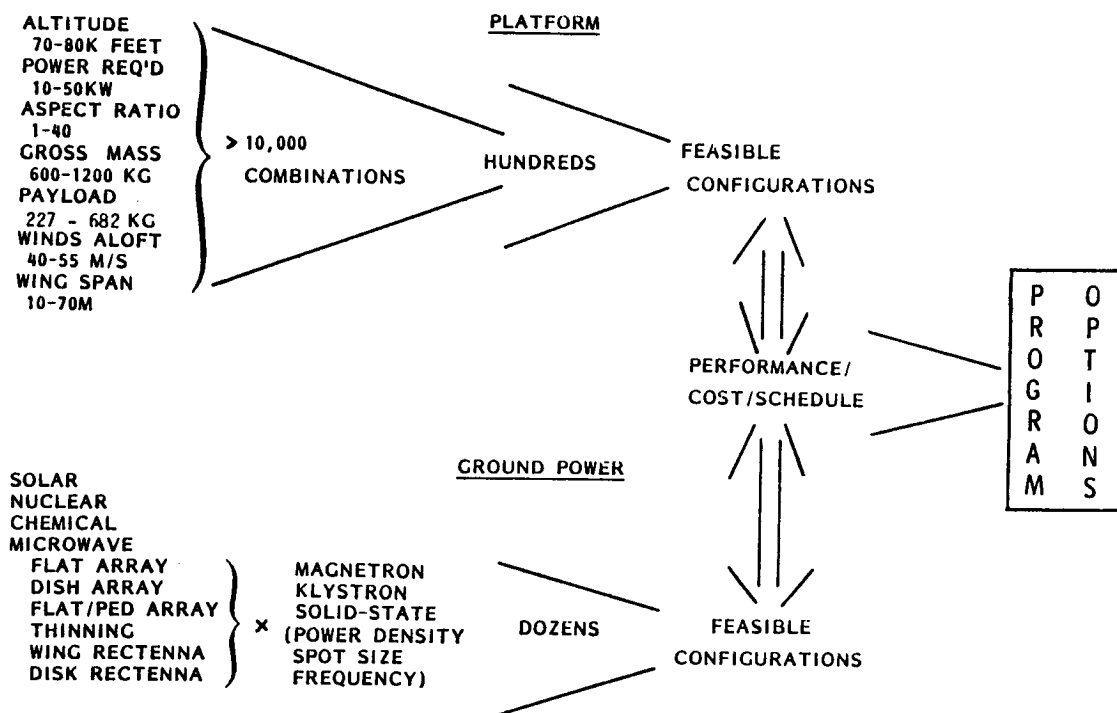 PLATFORM
ALTITUDE
70-80K FEET
POWER REQ'D
10-50KW
ASPECT RATIO
1-40
GROSS MASS
600-1200 KG
PAYLOAD
227 - 682 KG
WINDS ALOFT
40-55 M/S
WING SPAN
10-70M
> 10,000
COMBINATIONS
HUNDREDS
FEASIBLE
CONFIGURATIONS
PERFORMANCE/
COST/SCHEDULE
PROGRAM
OPTIONS
GROUND POWER
SOLAR
NUCLEAR
CHEMICAL
MICROWAVE
FLAT ARRAY
DISH ARRAY
FLAT/PED ARRAY
THINNING
WING RECTENNA
DISK RECTENNA
×
MAGNETRON
KLYSTRON
SOLID-STATE
(POWER DENSITY
SPOT SIZE
FREQUENCY)
DOZENS
FEASIBLE
CONFIGURATIONS